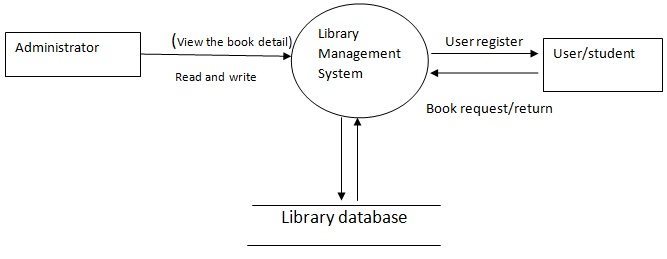 Administrator
(View the book detail)
Read and write
Library
Management
System
User register
User/student
Book request/return
Library database